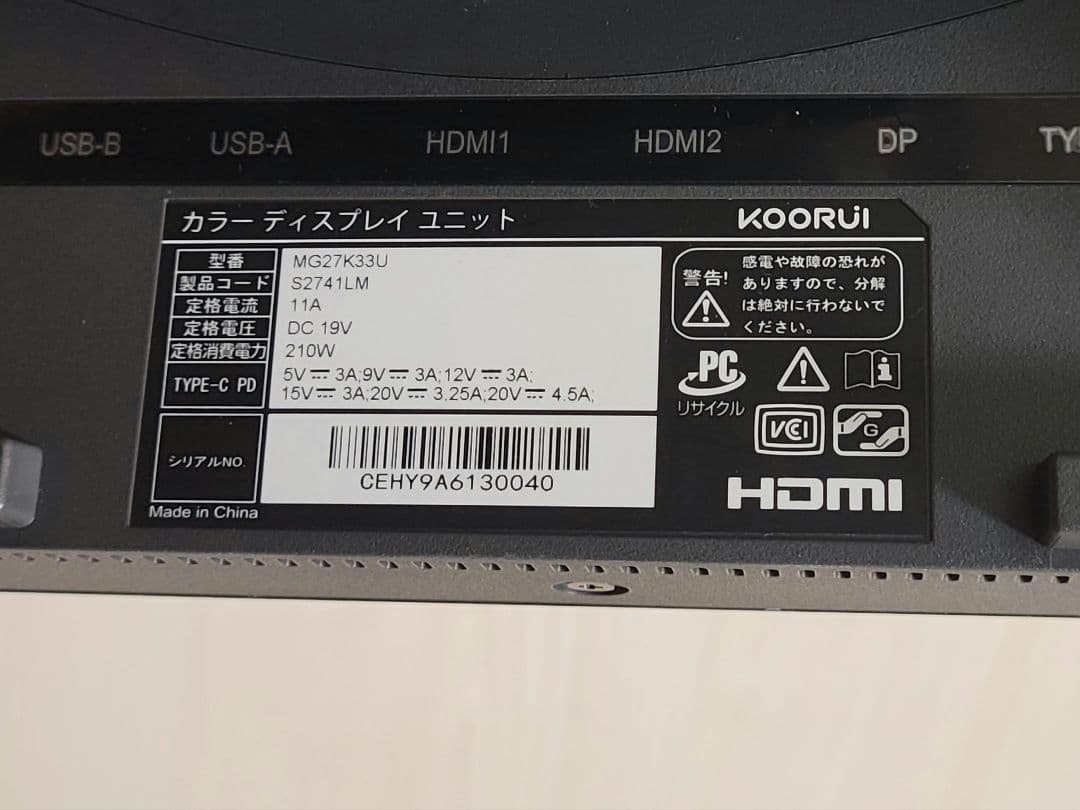 USB-B USB-A HDMI1 HDMI2 DP TY
カラー ディスプレイ ユニット KOORUI
型番 MG27K33U
製品コード S2741LM
定格電流 11A
定格電圧 DC 19V
定格消費電力 210W
TYPE-C PD 5V⎓3A;9V⎓3A;12V⎓3A;
15V⎓3A;20V⎓3.25A;20V⎓4.5A;
シリアルNO.
CEHY9A6130040
Made in China
警告!
感電や故障の恐れが
ありますので、分解
は絶対に行わないで
ください。
PC
リサイクル
VCCI
G
HDMI